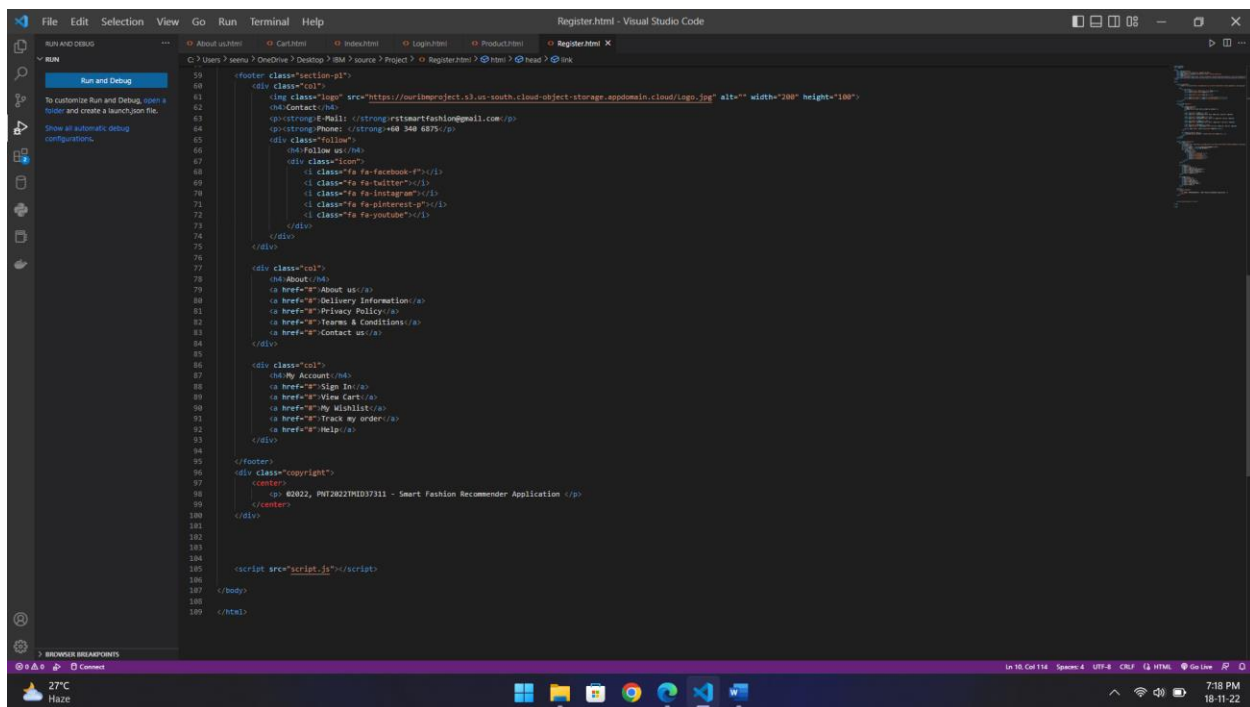 File Edit Selection View Go Run Terminal Help
Register.html - Visual Studio Code
RUN AND DEBUG
About us.html Cart.html Index.html Login.html Product.html Register.html
RUN
C: > Users > seenu > OneDrive > Desktop > IBM > source > Project > Register.html > html > head > link
Run and Debug
To customize Run and Debug, open a
folder and create a launch.json file.
Show all automatic debug
configurations.
59 <footer class="section-p1">
60 <div class="col">
61 <img class="logo" src="https://ouribmproject.s3.us-south.cloud-object-storage.appdomain.cloud/Logo.jpg" alt="" width="200" height="100">
62 <h4>Contact</h4>
63 <p><strong>E-Mail: </strong>rstsmartfashion@gmail.com</p>
64 <p><strong>Phone: </strong>+60 340 6875</p>
65 <div class="follow">
66 <h4>Follow us</h4>
67 <div class="icon">
68 <i class="fa fa-facebook-f"></i>
69 <i class="fa fa-twitter"></i>
70 <i class="fa fa-instagram"></i>
71 <i class="fa fa-pinterest-p"></i>
72 <i class="fa fa-youtube"></i>
73 </div>
74 </div>
75 </div>
76
77 <div class="col">
78 <h4>About</h4>
79 <a href="#">About us</a>
80 <a href="#">Delivery Information</a>
81 <a href="#">Privacy Policy</a>
82 <a href="#">Tearms & Conditions</a>
83 <a href="#">Contact us</a>
84 </div>
85
86 <div class="col">
87 <h4>My Account</h4>
88 <a href="#">Sign In</a>
89 <a href="#">View Cart</a>
90 <a href="#">My Wishlist</a>
91 <a href="#">Track my order</a>
92 <a href="#">Help</a>
93 </div>
94
95 </footer>
96 <div class="copyright">
97 <center>
98 <p> ©2022, PNT2022TMID37311 - Smart Fashion Recommender Application </p>
99 </center>
100 </div>
101
102
103
104
105 <script src="script.js"></script>
106
107 </body>
108
109 </html>
BROWSER BREAKPOINTS
0 0 Connect
Ln 10, Col 114 Spaces: 4 UTF-8 CRLF HTML Go Live
27°C
Haze
7:18 PM
18-11-22